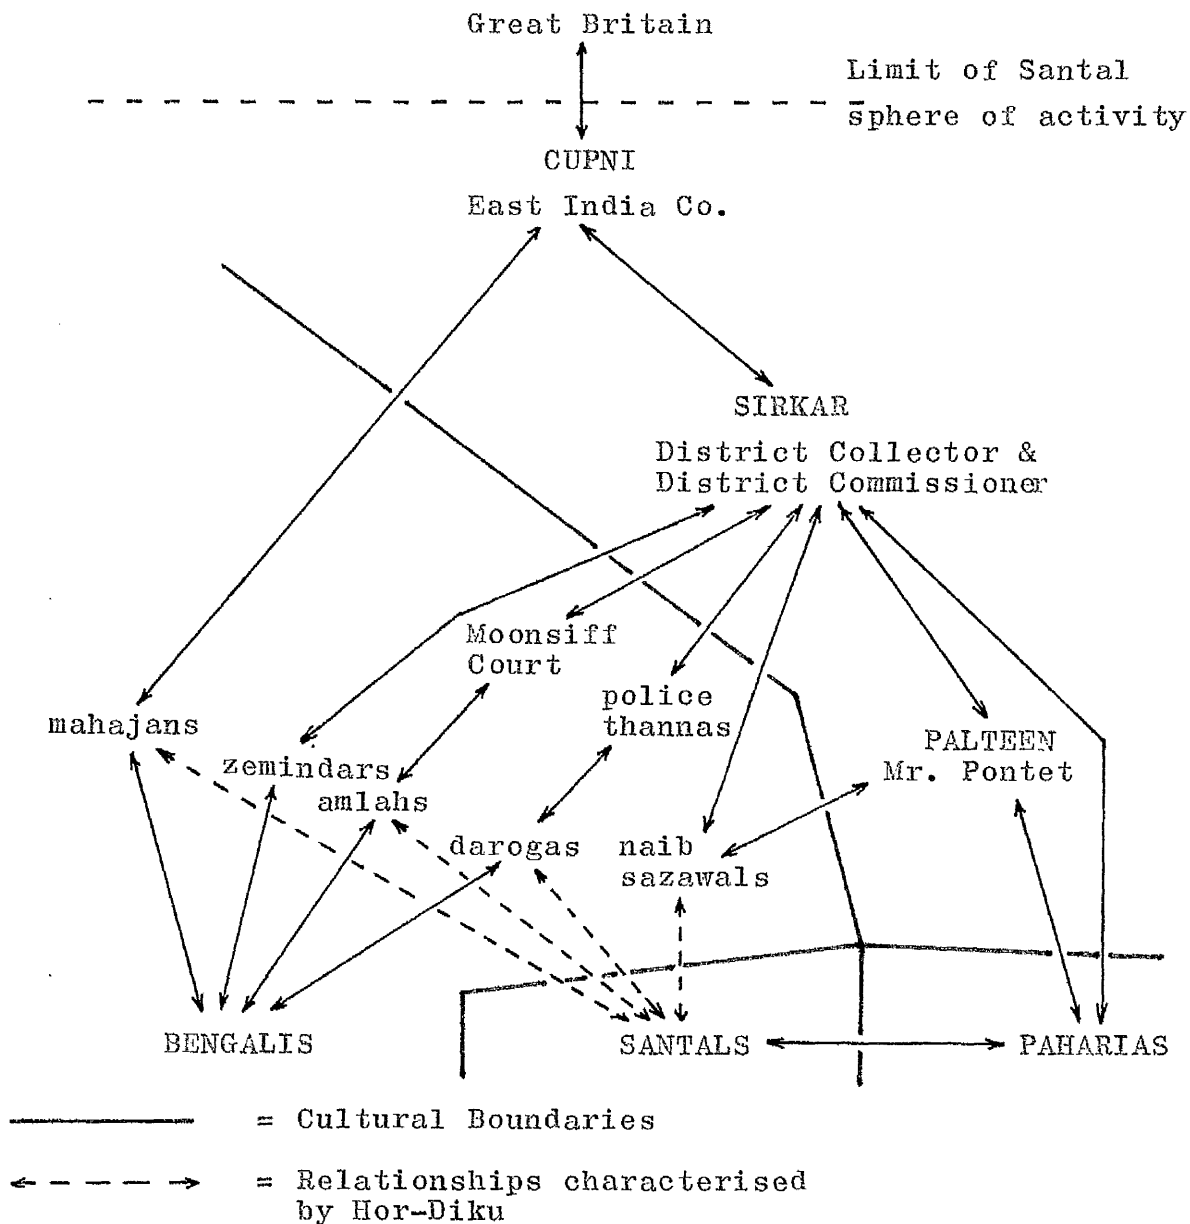 Great Britain
Limit of Santal
sphere of activity
CUPNI
East India Co.
SIRKAR
District Collector &
District Commissioner
Moonsiff
Court
police
thannas
mahajans
zemindars
amlahs
PALTEEN
Mr. Pontet
darogas
naib
sazawals
BENGALIS
SANTALS
PAHARIAS
= Cultural Boundaries
= Relationships characterised
by Hor-Diku